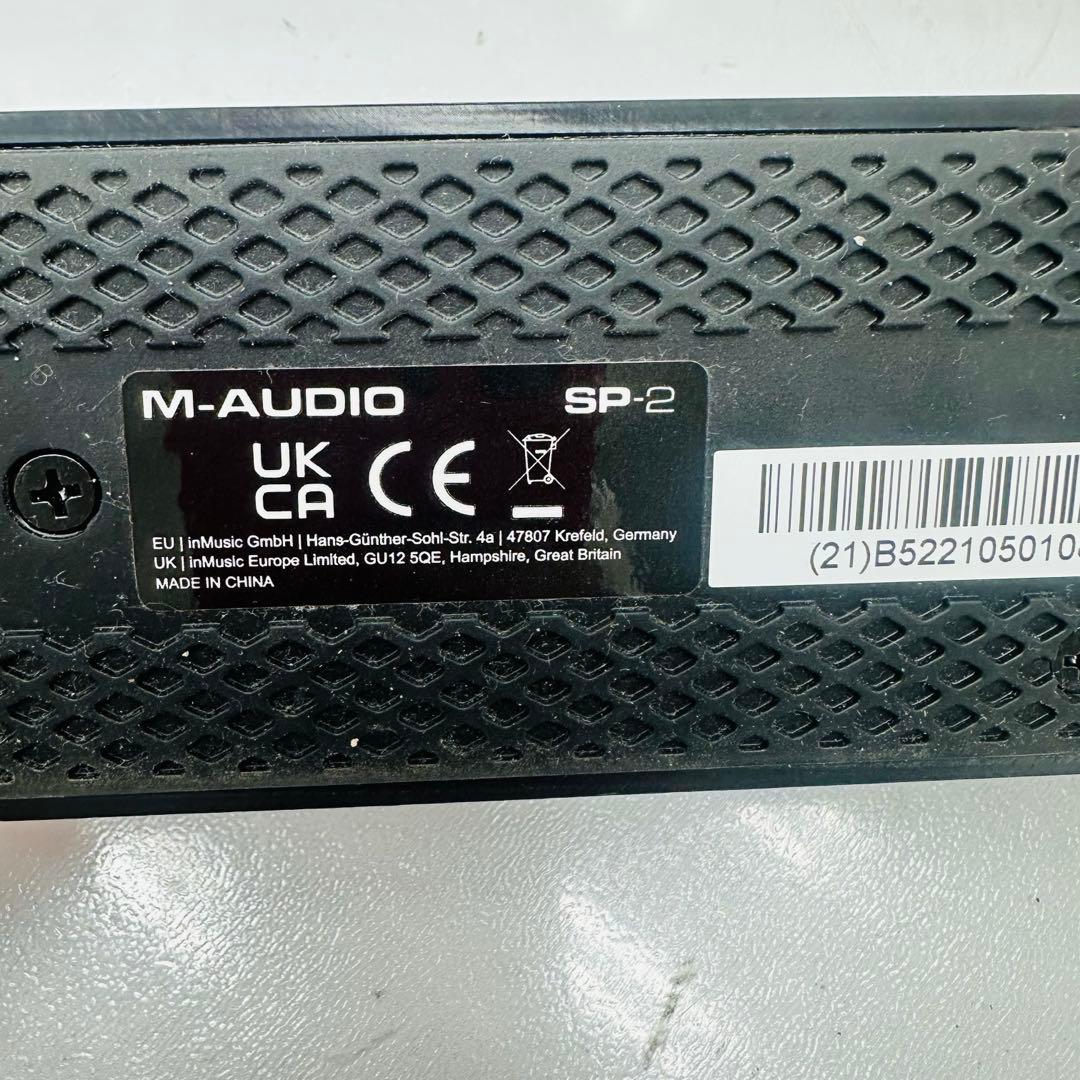 M-AUDIO SP-2
UK
CA CE
EU | inMusic GmbH | Hans-Günther-Sohl-Str. 4a | 47807 Krefeld, Germany
UK | inMusic Europe Limited, GU12 5QE, Hampshire, Great Britain
MADE IN CHINA
(21)B522105010